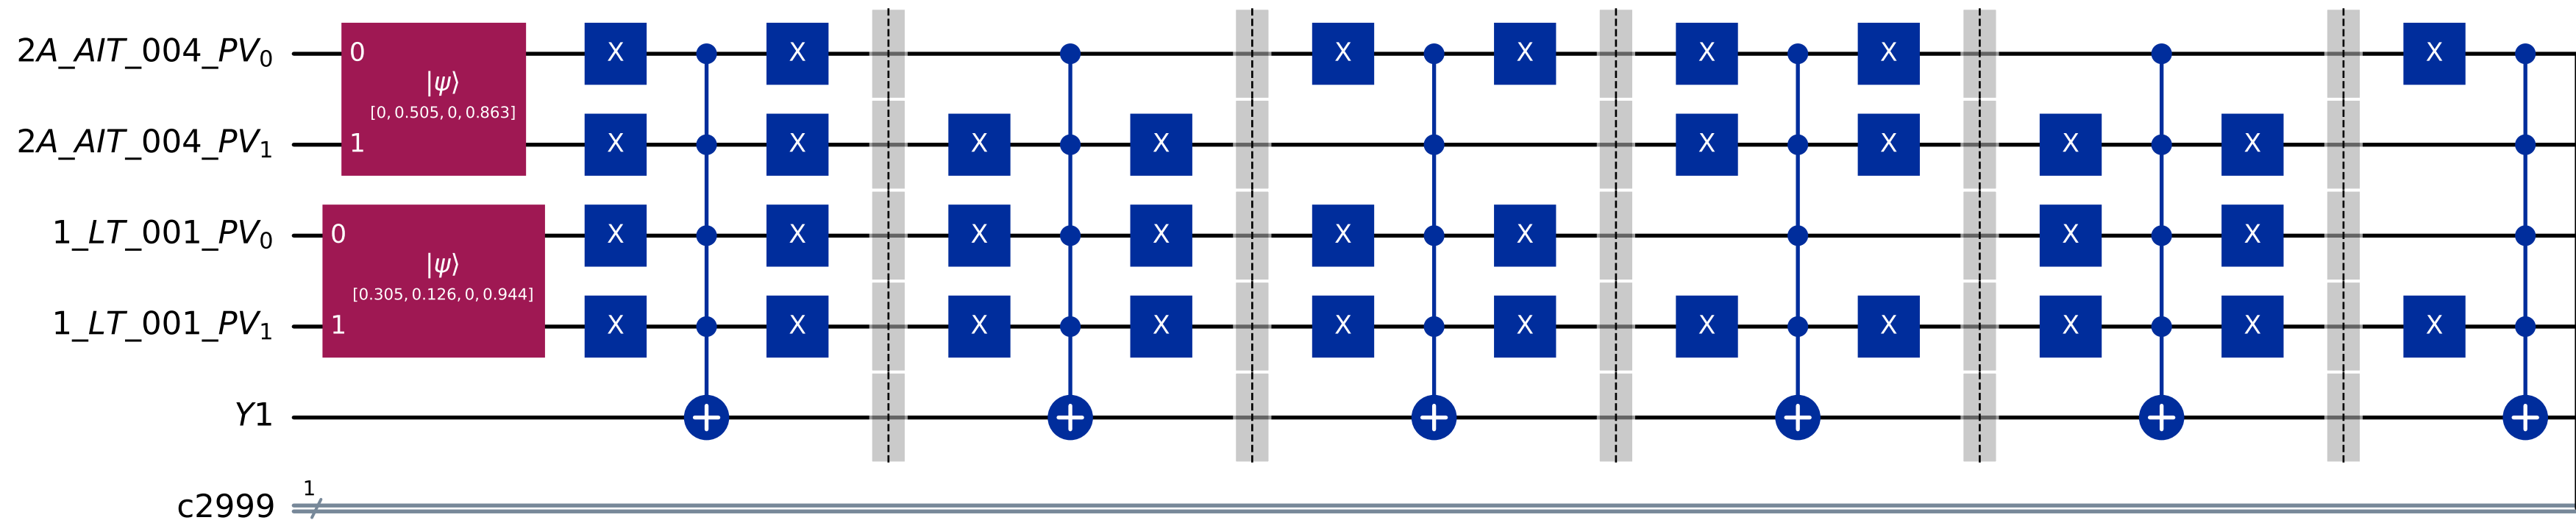 2A_AIT_004_PV0 0 |ψ⟩ [0, 0.505, 0, 0.863] X X X X X X X
2A_AIT_004_PV1 1 X X X X X X X X
1_LT_001_PV0 0 |ψ⟩ [0.305, 0.126, 0, 0.944] X X X X X X X X
1_LT_001_PV1 1 X X X X X X X X X X X
Y1
c2999 1